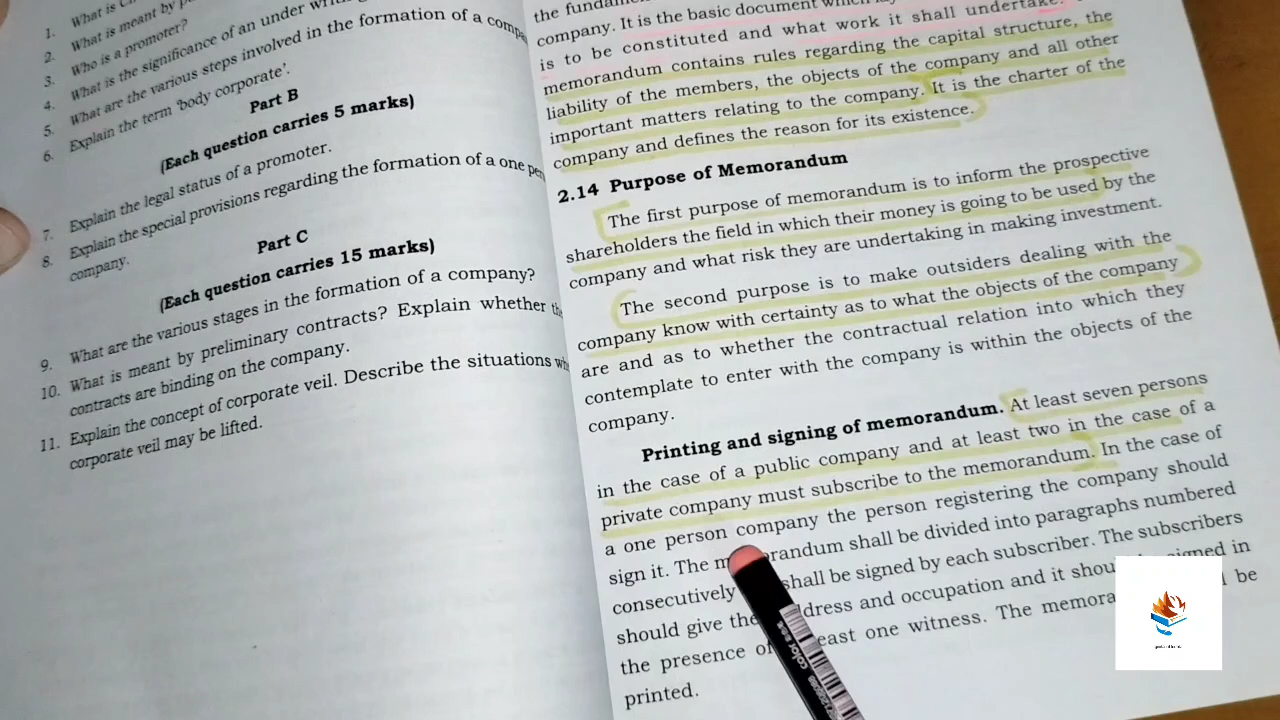 1. What is
2. What is meant by
3. Who is a promoter?
4. What is the significance of an under
5. What are the various steps involved in the formation of a
6. Explain the term 'body corporate'.
Part B
(Each question carries 5 marks)
7. Explain the legal status of a promoter.
8. Explain the special provisions regarding the formation of a one
company.
Part C
(Each question carries 15 marks)
9. What are the various stages in the formation of a company?
10. What is meant by preliminary contracts? Explain whether
contracts are binding on the company.
11. Explain the concept of corporate veil. Describe the situations
corporate veil may be lifted.
the
company. It is the basic document which
is to be constituted and what work it shall undertake.
memorandum contains rules regarding the capital structure, the
liability of the members, the objects of the company and all other
important matters relating to the company. It is the charter of the
company and defines the reason for its existence.
2.14 Purpose of Memorandum
The first purpose of memorandum is to inform the prospective
shareholders the field in which their money is going to be used by the
company and what risk they are undertaking in making investment.
The second purpose is to make outsiders dealing with the
company know with certainty as to what the objects of the company
are and as to whether the contractual relation into which they
contemplate to enter with the company is within the objects of the
company.
Printing and signing of memorandum. At least seven persons
in the case of a public company and at least two in the case of a
private company must subscribe to the memorandum. In the case of
a one person company the person registering the company should
sign it. The memorandum shall be divided into paragraphs numbered
consecutively shall be signed by each subscriber. The subscribers
should give and occupation and it signed in
the presence one witness. The be
printed.